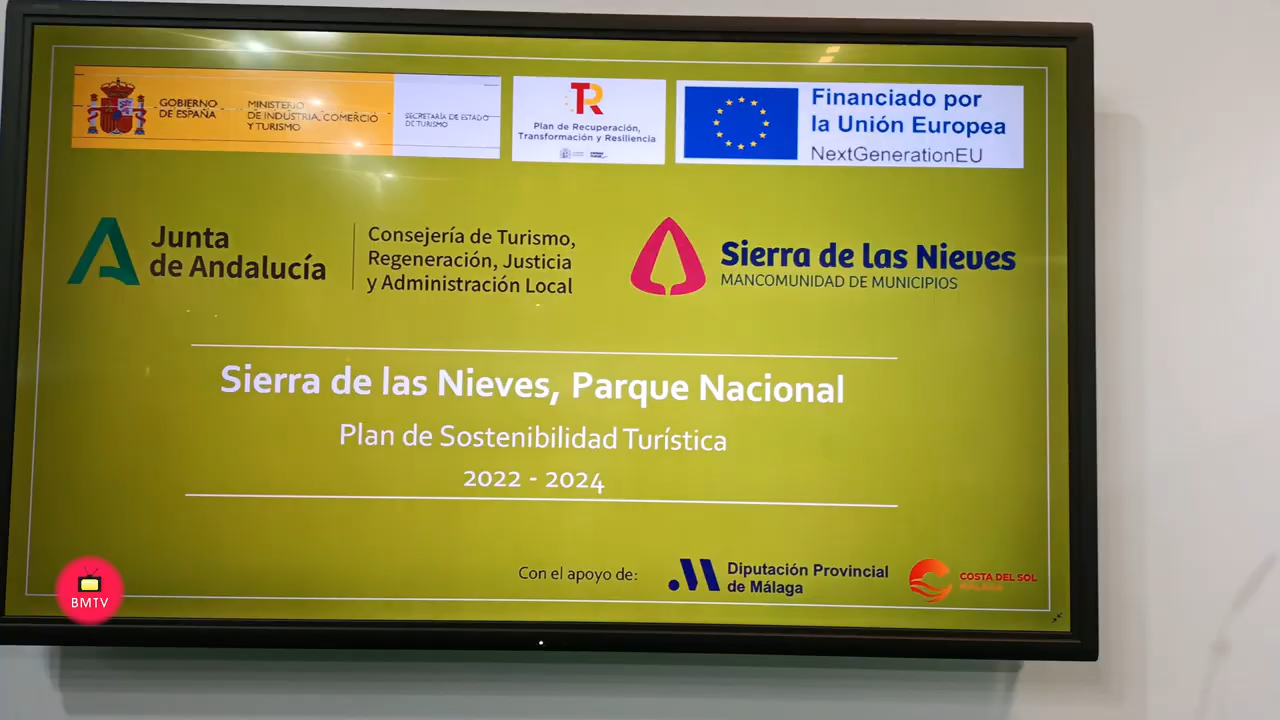 GOBIERNO
DE ESPAÑA
MINISTERIO
DE INDUSTRIA, COMERCIO
Y TURISMO
SECRETARÍA DE ESTADO
DE TURISMO
TR
Plan de Recuperación,
Transformación y Resiliencia
Financiado por
la Unión Europea
NextGenerationEU
Junta
de Andalucía
Consejería de Turismo,
Regeneración, Justicia
y Administración Local
Sierra de las Nieves
MANCOMUNIDAD DE MUNICIPIOS
Sierra de las Nieves, Parque Nacional
Plan de Sostenibilidad Turística
2022 - 2024
Con el apoyo de:
Diputación Provincial
de Málaga
COSTA DEL SOL
BMTV